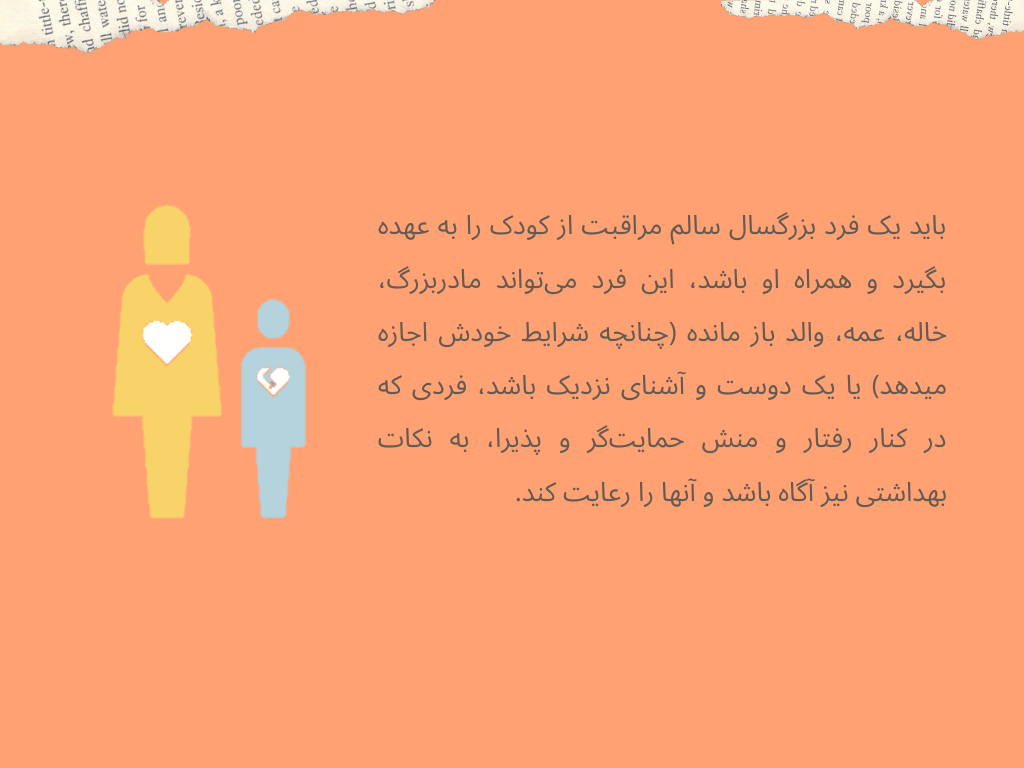 باید یک فرد بزرگسال سالم مراقبت از کودک را به عهده
بگیرد و همراه او باشد، این فرد می‌تواند مادربزرگ،
خاله، عمه، والد باز مانده (چنانچه شرایط خودش اجازه
میدهد) یا یک دوست و آشنای نزدیک باشد، فردی که
در کنار رفتار و منش حمایت‌گر و پذیرا، به نکات
بهداشتی نیز آگاه باشد و آنها را رعایت کند.